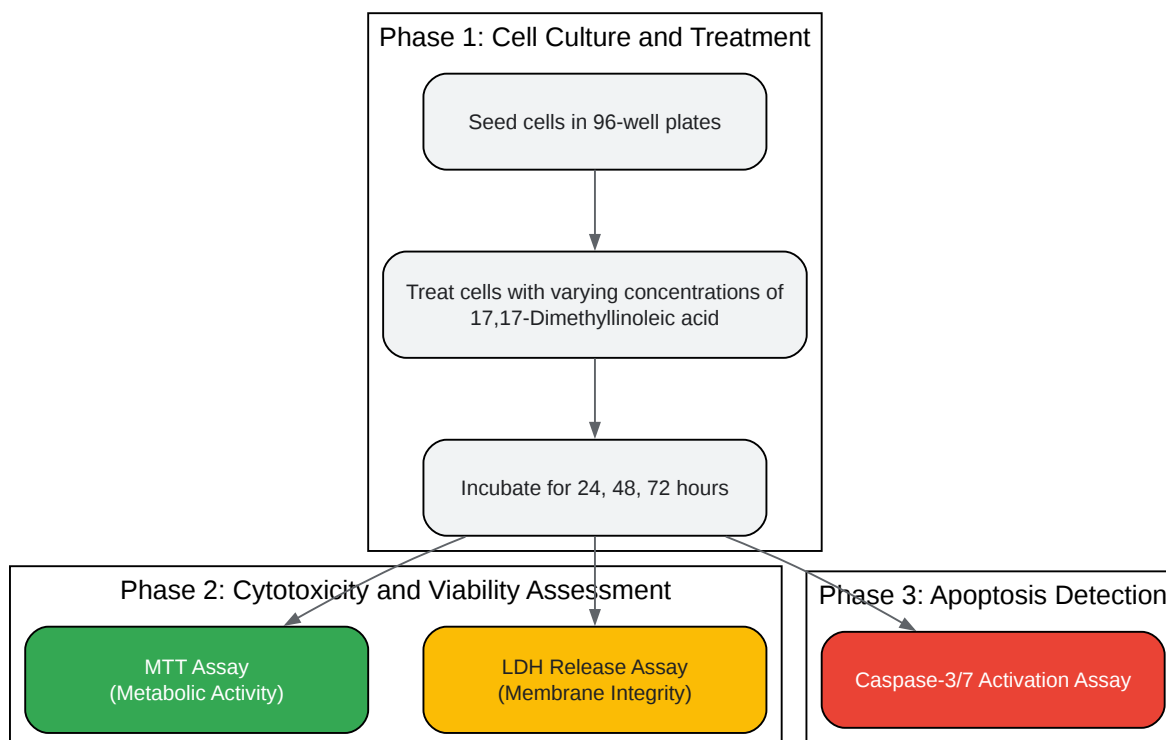 Phase 1: Cell Culture and Treatment
Seed cells in 96-well plates
Treat cells with varying concentrations of
17,17-Dimethyllinoleic acid
Incubate for 24, 48, 72 hours
Phase 2: Cytotoxicity and Viability Assessment
Phase 3: Apoptosis Detection
MTT Assay
(Metabolic Activity)
LDH Release Assay
(Membrane Integrity)
Caspase-3/7 Activation Assay